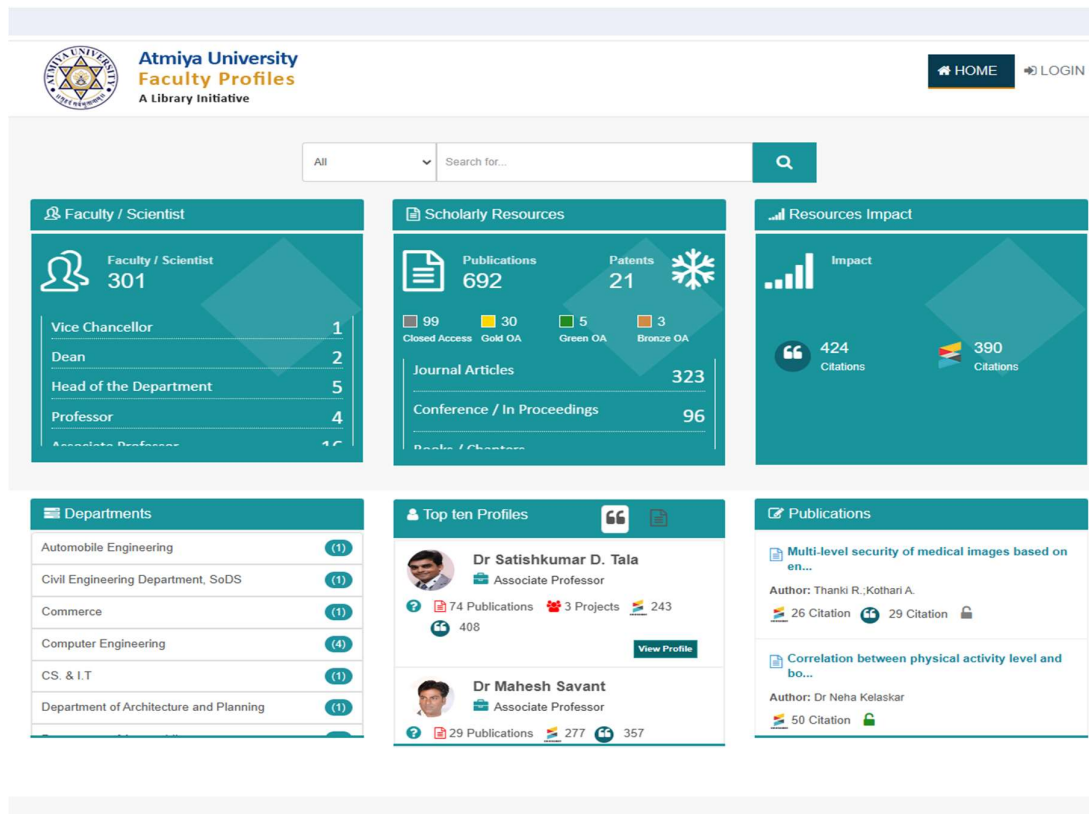 Atmiya University
Faculty Profiles
A Library Initiative
HOME
LOGIN
All
Search for...
Faculty / Scientist
Faculty / Scientist
301
Vice Chancellor 1
Dean 2
Head of the Department 5
Professor 4
Associate Professor 16
Scholarly Resources
Publications
692
Patents
21
99
Closed Access
30
Gold OA
5
Green OA
3
Bronze OA
Journal Articles 323
Conference / In Proceedings 96
Books / Chapters
Resources Impact
Impact
424
Citations
390
Citations
Departments
Automobile Engineering (1)
Civil Engineering Department, SoDS (1)
Commerce (1)
Computer Engineering (4)
CS. & I.T (1)
Department of Architecture and Planning (1)
Top ten Profiles
Dr Satishkumar D. Tala
Associate Professor
74 Publications 3 Projects 243
408
View Profile
Dr Mahesh Savant
Associate Professor
29 Publications 277 357
Publications
Multi-level security of medical images based on
en...
Author: Thanki R.;Kothari A.
26 Citation 29 Citation
Correlation between physical activity level and
bo...
Author: Dr Neha Kelaskar
50 Citation